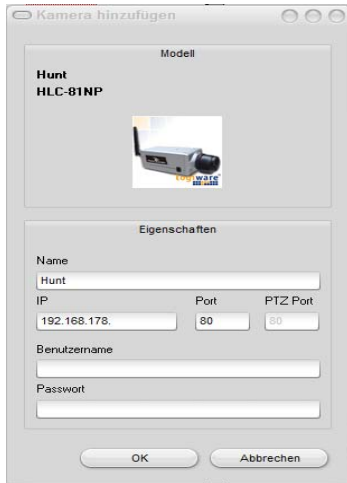 Kamera hinzufügen
Modell
Hunt
HLC-81NP
Logiware
Eigenschaften
Name
Hunt
IP Port PTZ Port
192.168.178. 80 80
Benutzername
Passwort
OK Abbrechen